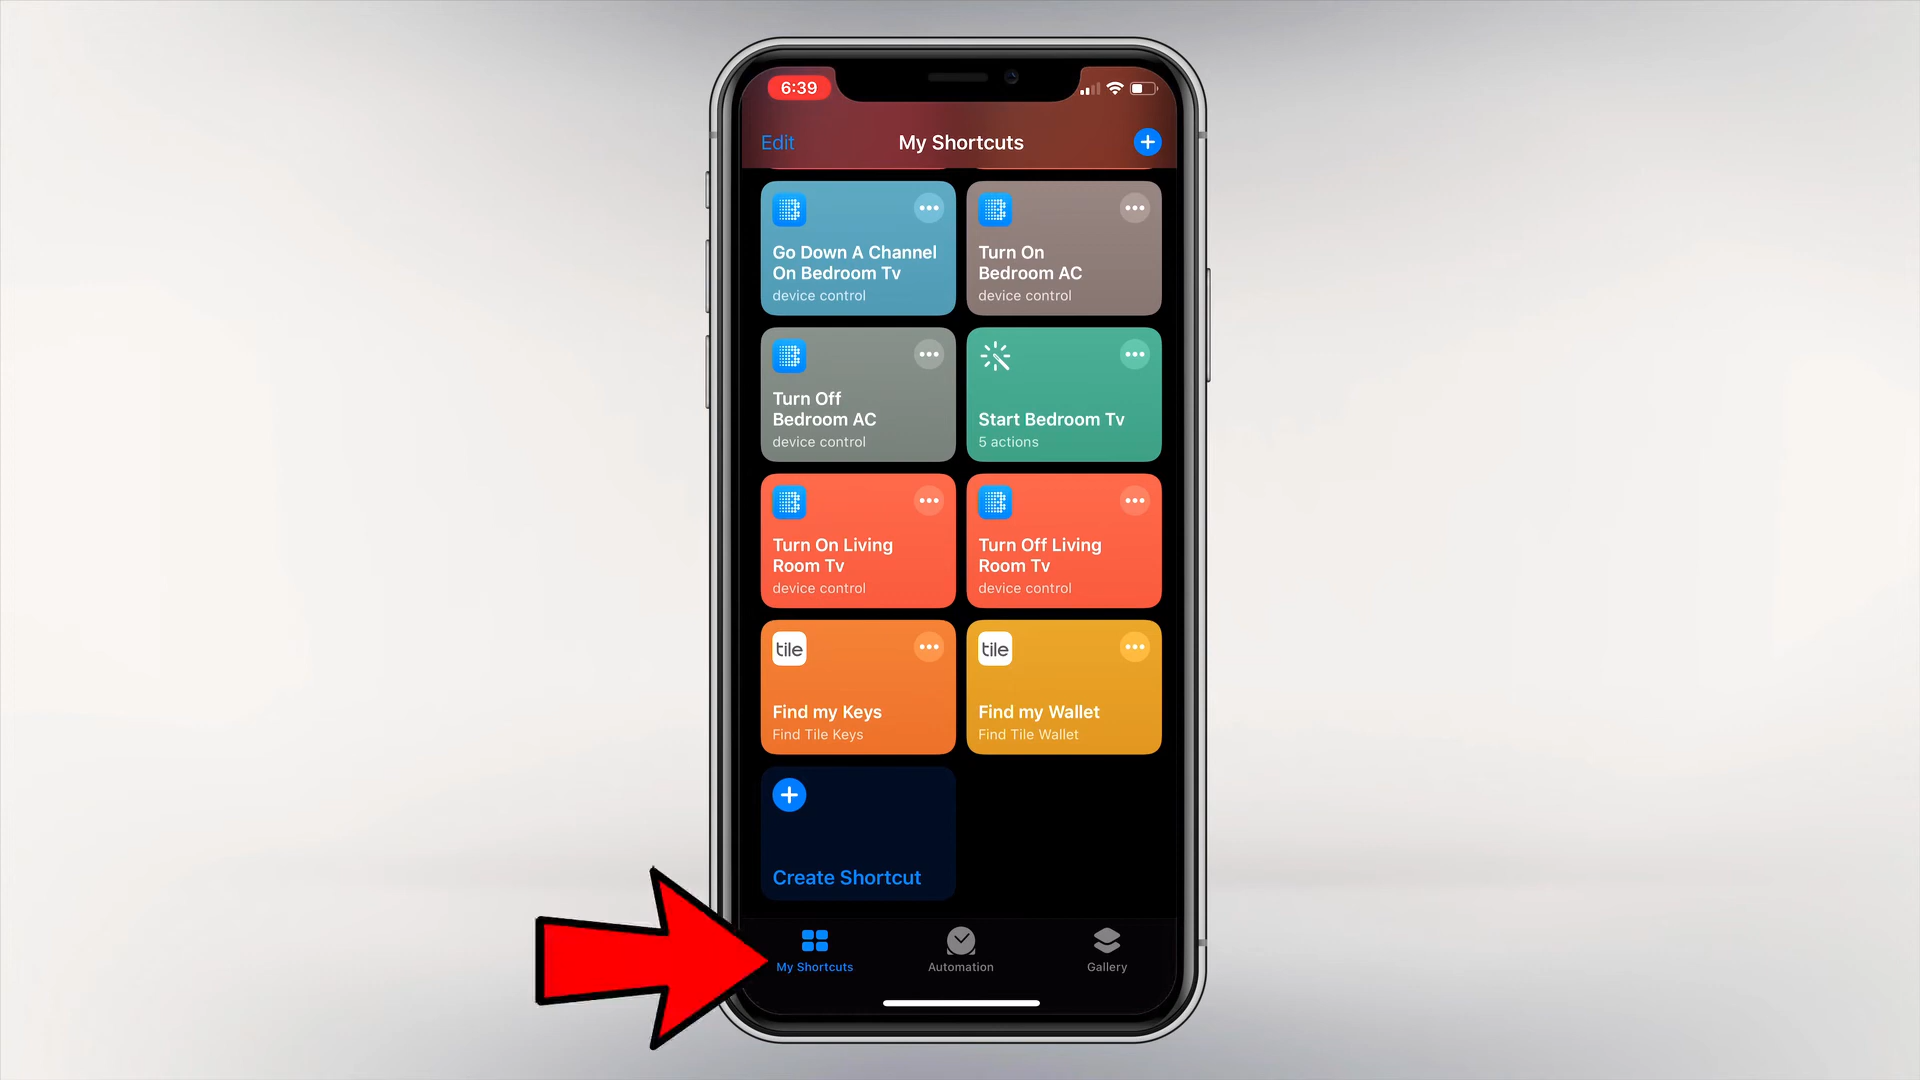 6:39
Edit
My Shortcuts
Go Down A Channel
On Bedroom Tv
device control
Turn On
Bedroom AC
device control
Turn Off
Bedroom AC
device control
Start Bedroom Tv
5 actions
Turn On Living
Room Tv
device control
Turn Off Living
Room Tv
device control
tile
Find my Keys
Find Tile Keys
tile
Find my Wallet
Find Tile Wallet
Create Shortcut
My Shortcuts
Automation
Gallery